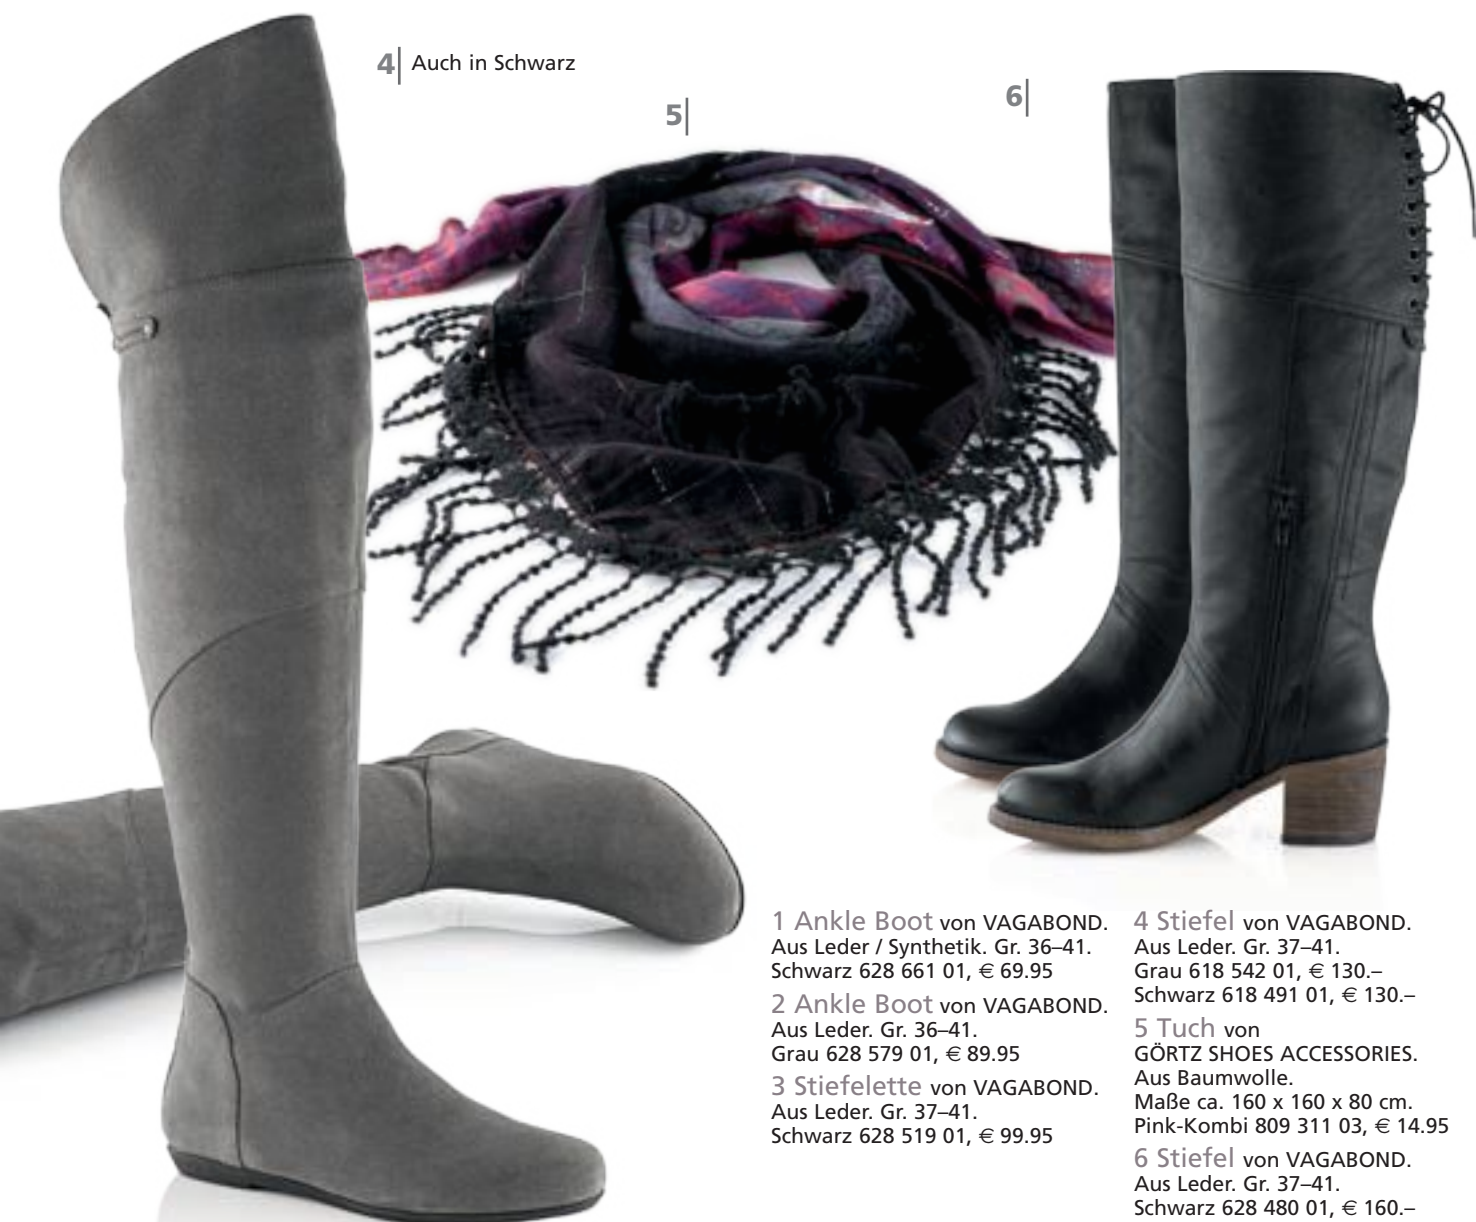 4| Auch in Schwarz
5|
6|
1 Ankle Boot von VAGABOND.
Aus Leder / Synthetik. Gr. 36–41.
Schwarz 628 661 01, € 69.95
2 Ankle Boot von VAGABOND.
Aus Leder. Gr. 36–41.
Grau 628 579 01, € 89.95
3 Stiefelette von VAGABOND.
Aus Leder. Gr. 37–41.
Schwarz 628 519 01, € 99.95
4 Stiefel von VAGABOND.
Aus Leder. Gr. 37–41.
Grau 618 542 01, € 130.–
Schwarz 618 491 01, € 130.–
5 Tuch von
GÖRTZ SHOES ACCESSORIES.
Aus Baumwolle.
Maße ca. 160 x 160 x 80 cm.
Pink-Kombi 809 311 03, € 14.95
6 Stiefel von VAGABOND.
Aus Leder. Gr. 37–41.
Schwarz 628 480 01, € 160.–